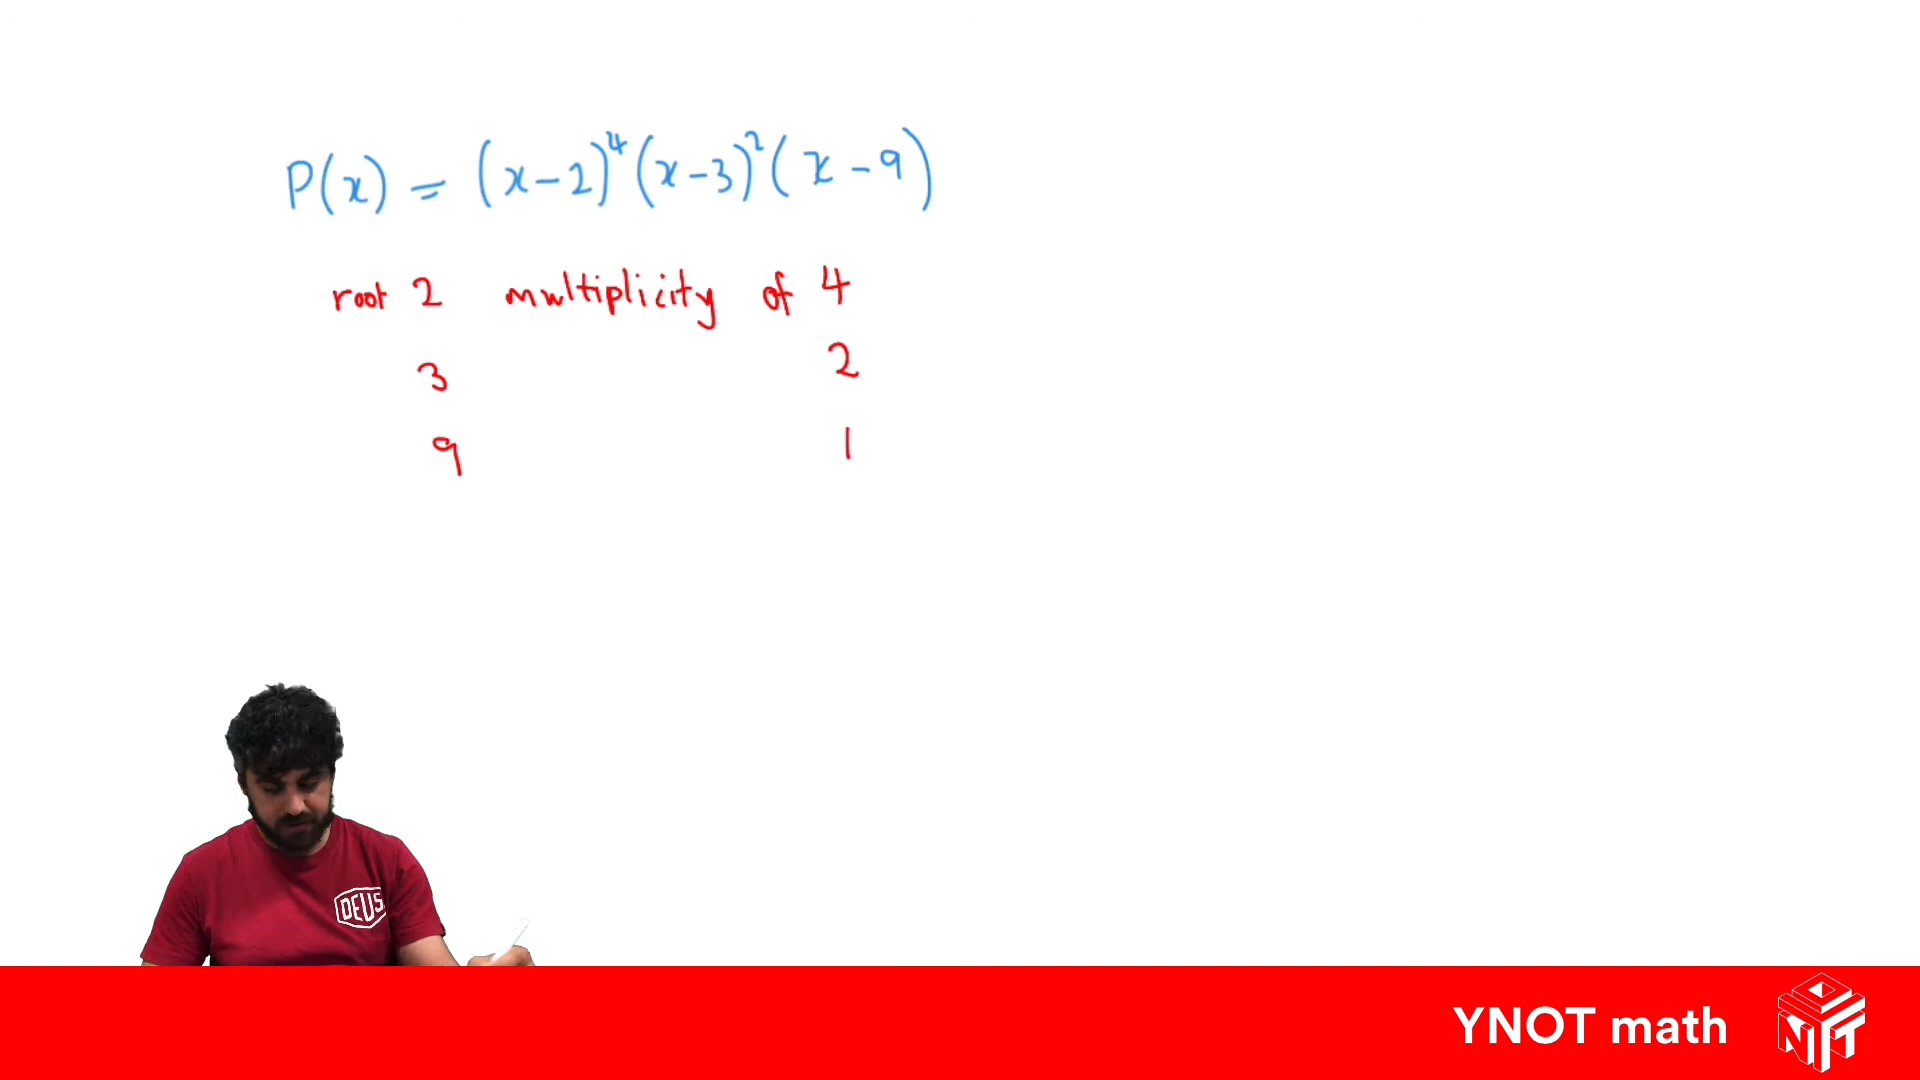 P(x) = (x-2)⁴(x-3)²(x-9)
root 2 multiplicity of 4
3 2
9 1
DEUS
YNOT math